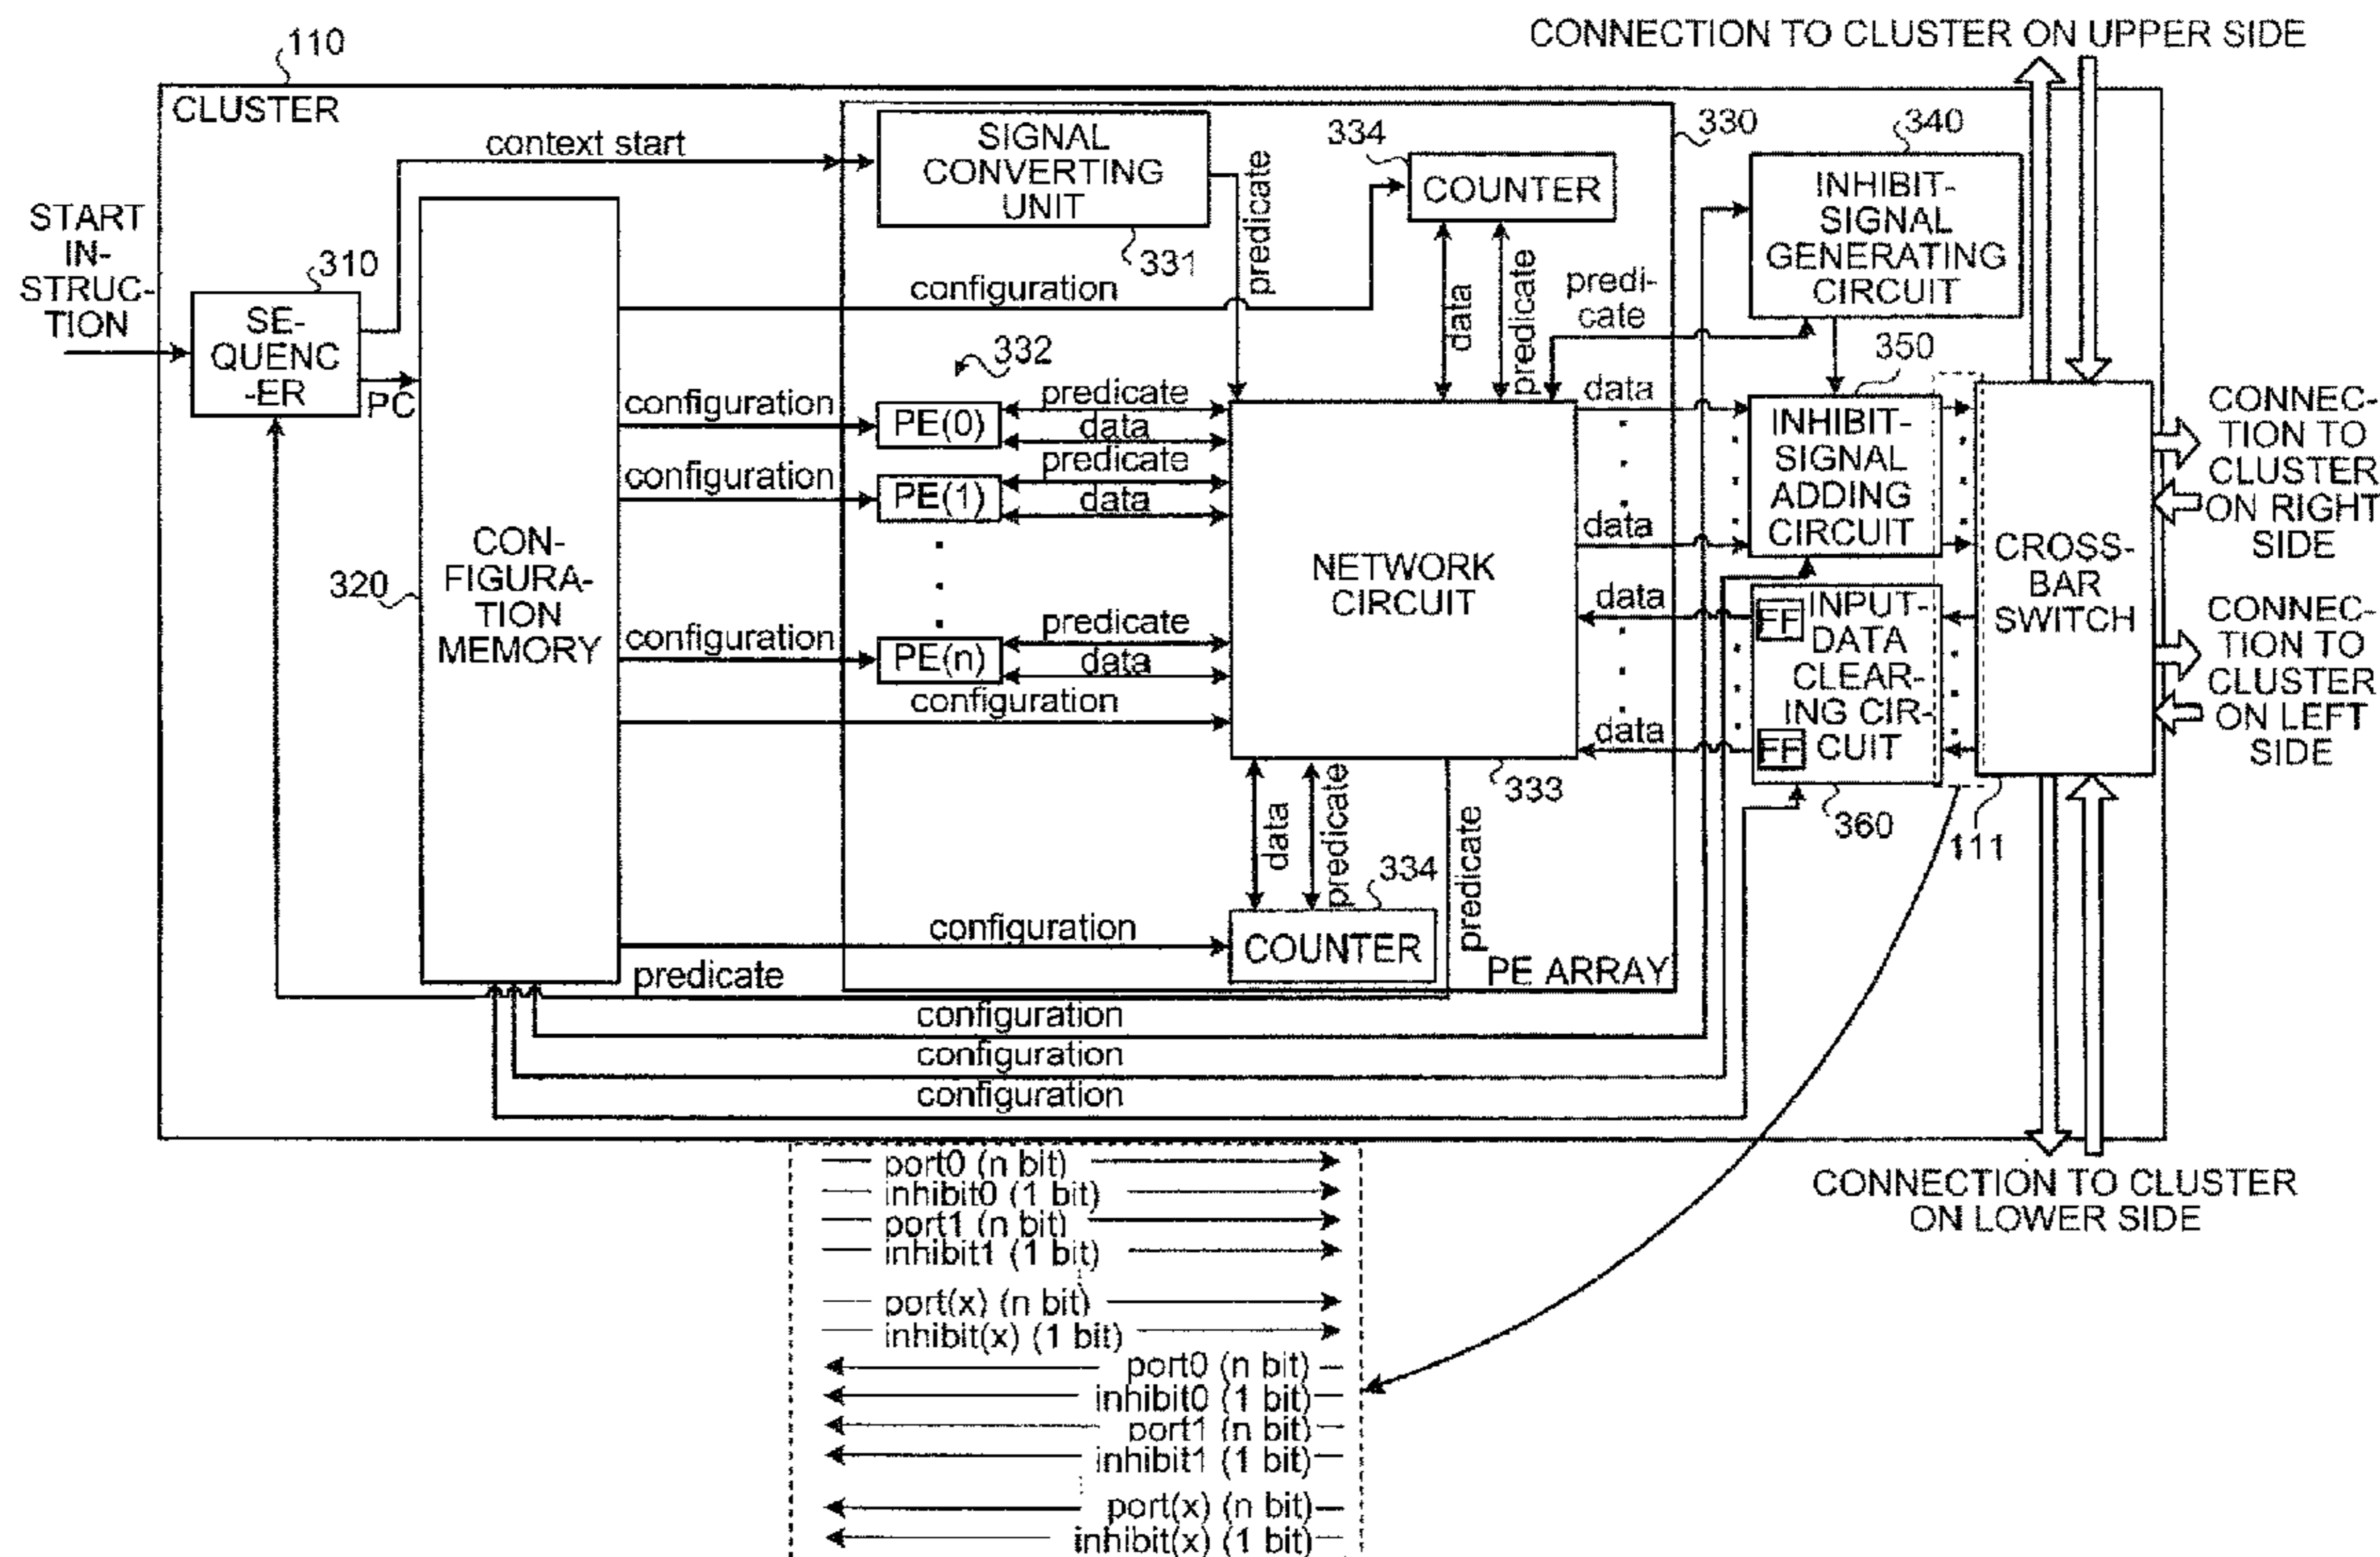 CONNECTION TO CLUSTER ON UPPER SIDE
110
CLUSTER
context start
SIGNAL
CONVERTING
UNIT
331
predicate
334
COUNTER
330
340
INHIBIT-
SIGNAL
GENERATING
CIRCUIT
START
IN-
STRUC-
TION
310
SE-
QUENC
-ER
PC
configuration
data
predicate
predi-
cate
350
332
configuration
PE(0)
predicate
data
configuration
PE(1)
predicate
data
configuration
PE(n)
predicate
data
configuration
320
CON-
FIGURA-
TION
MEMORY
NETWORK
CIRCUIT
333
data
data
data
data
INHIBIT-
SIGNAL
ADDING
CIRCUIT
FF
INPUT-
DATA
CLEAR-
ING CIR-
CUIT
FF
360
CROSS-
BAR
SWITCH
111
CONNEC-
TION TO
CLUSTER
ON RIGHT
SIDE
CONNEC-
TION TO
CLUSTER
ON LEFT
SIDE
data
predicate
predicate
334
configuration
COUNTER
PE ARRAY
predicate
configuration
configuration
configuration
CONNECTION TO CLUSTER
ON LOWER SIDE
port0 (n bit)
inhibit0 (1 bit)
port1 (n bit)
inhibit1 (1 bit)
port(x) (n bit)
inhibit(x) (1 bit)
port0 (n bit)
inhibit0 (1 bit)
port1 (n bit)
inhibit1 (1 bit)
port(x) (n bit)
inhibit(x) (1 bit)